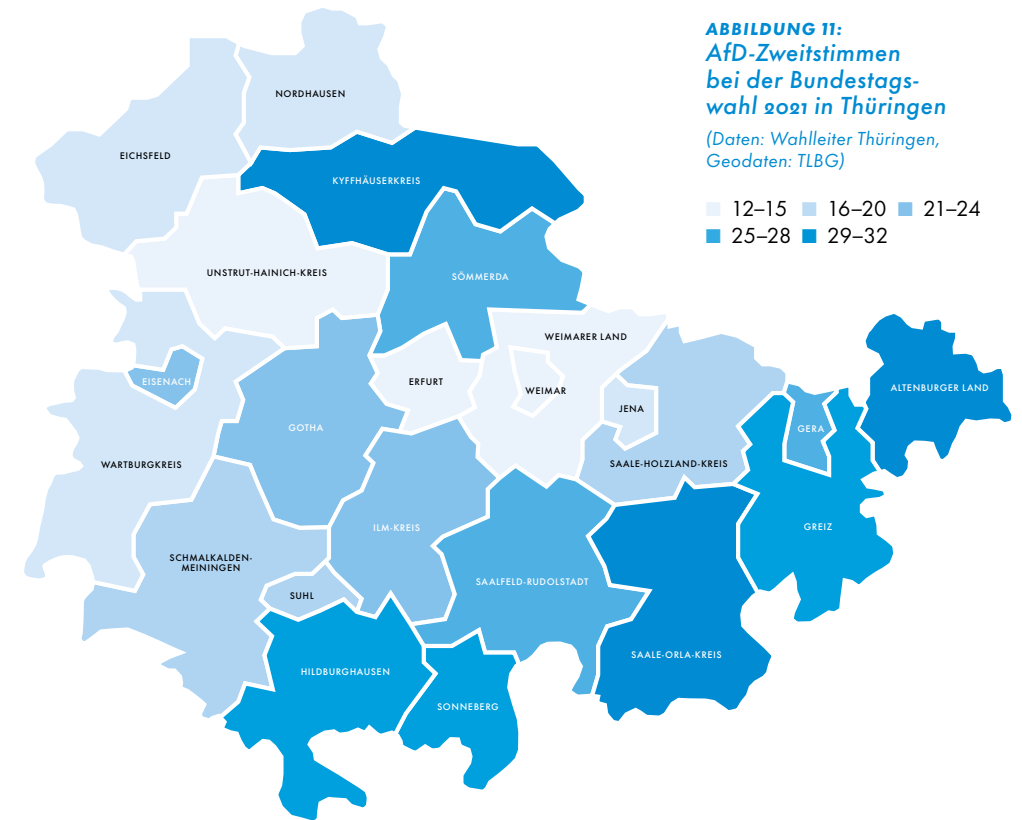 ABBILDUNG 11:
AfD-Zweitstimmen
bei der Bundestags-
wahl 2021 in Thüringen
(Daten: Wahlleiter Thüringen,
Geodaten: TLBG)
12–15 16–20 21–24
25–28 29–32
NORDHAUSEN
EICHSFELD
KYFFHÄUSERKREIS
UNSTRUT-HAINICH-KREIS
SÖMMERDA
WEIMARER LAND
EISENACH
ERFURT
WEIMAR
ALTENBURGER LAND
JENA
GOTHA
GERA
WARTBURGKREIS
SAALE-HOLZLAND-KREIS
ILM-KREIS
GREIZ
SCHMALKALDEN-
MEININGEN
SAALFELD-RUDOLSTADT
SUHL
SAALE-ORLA-KREIS
HILDBURGHAUSEN
SONNEBERG